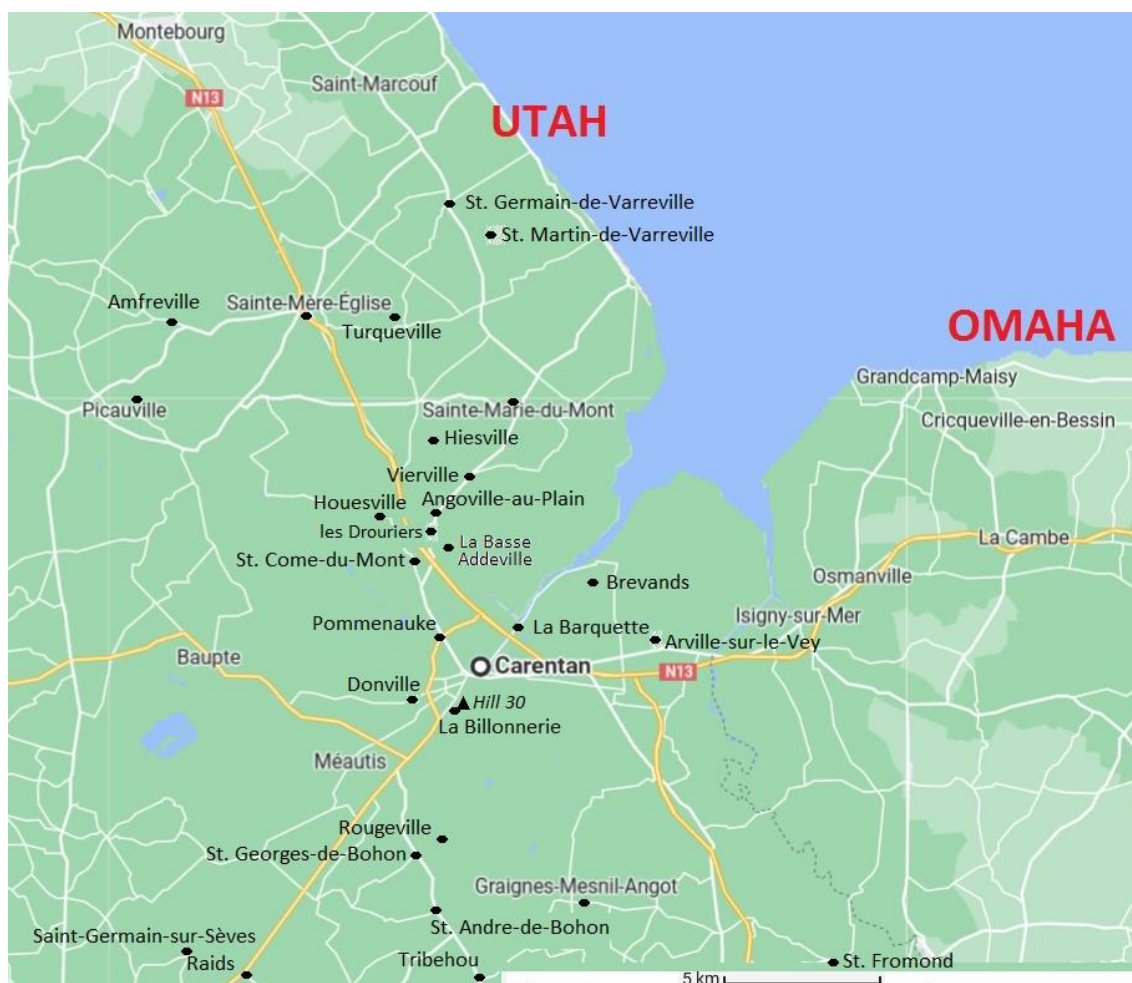 Montebourg
Saint-Marcouf
N13
UTAH
St. Germain-de-Varreville
St. Martin-de-Varreville
Amfreville
Sainte-Mère-Église
Turqueville
OMAHA
Grandcamp-Maisy
Picauville
Sainte-Marie-du-Mont
Cricqueville-en-Bessin
Hiesville
Vierville
Angoville-au-Plain
Houesville
les Drouriers
La Basse
Addeville
La Cambe
St. Come-du-Mont
Osmanville
Brevands
Isigny-sur-Mer
Pommenauke
La Barquette
Arville-sur-le-Vey
Baupte
Carentan
N13
Donville
Hill 30
La Billonnerie
Méautis
Rougeville
St. Georges-de-Bohon
Graignes-Mesnil-Angot
St. Andre-de-Bohon
Saint-Germain-sur-Sèves
Raids
Tribehou
St. Fromond
5 km